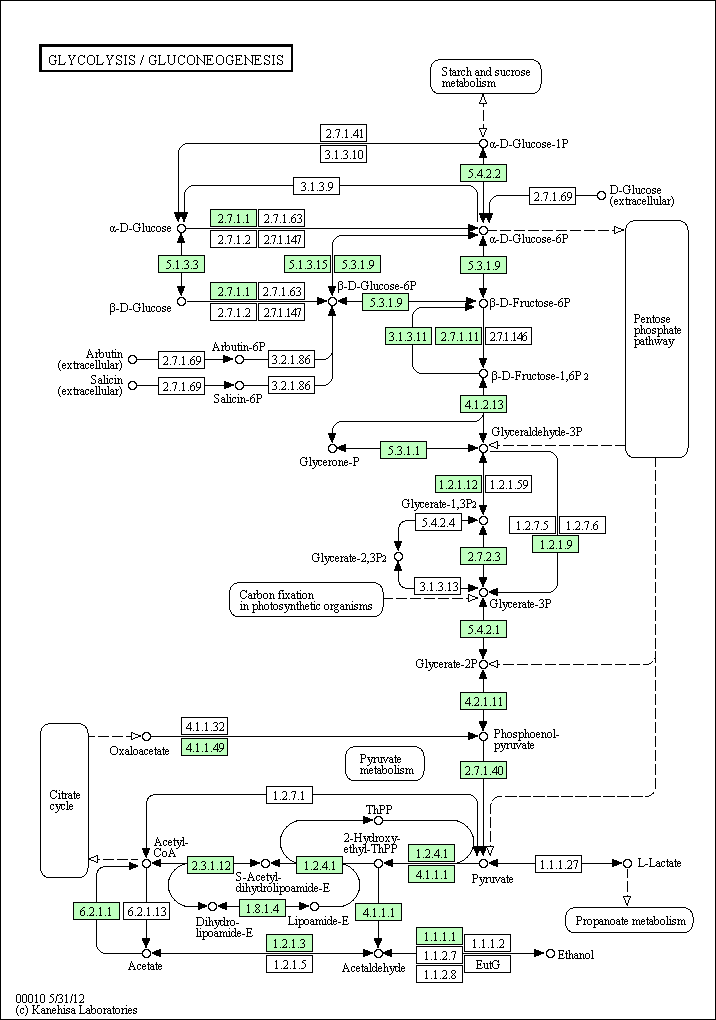 GLYCOLYSIS / GLUCONEOGENESIS
Starch and sucrose
metabolism
2.7.1.41
3.1.3.10
α-D-Glucose-1P
5.4.2.2
3.1.3.9
2.7.1.69
D-Glucose
(extracellular)
α-D-Glucose
2.7.1.1
2.7.1.63
2.7.1.2
2.7.1.147
α-D-Glucose-6P
5.1.3.3
5.1.3.15
5.3.1.9
5.3.1.9
β-D-Glucose
2.7.1.1
2.7.1.63
2.7.1.2
2.7.1.147
β-D-Glucose-6P
5.3.1.9
β-D-Fructose-6P
Pentose
phosphate
pathway
3.1.3.11
2.7.1.11
2.7.1.146
Arbutin
(extracellular)
2.7.1.69
Arbutin-6P
3.2.1.86
Salicin
(extracellular)
2.7.1.69
Salicin-6P
3.2.1.86
β-D-Fructose-1,6P2
4.1.2.13
Glyceraldehyde-3P
Glycerone-P
5.3.1.1
1.2.1.12
1.2.1.59
Glycerate-1,3P2
5.4.2.4
1.2.7.5
1.2.7.6
1.2.1.9
Glycerate-2,3P2
2.7.2.3
3.1.3.13
Carbon fixation
in photosynthetic organisms
Glycerate-3P
5.4.2.1
Glycerate-2P
4.2.1.11
4.1.1.32
Oxaloacetate
4.1.1.49
Phosphoenol-
pyruvate
Pyruvate
metabolism
2.7.1.40
Citrate
cycle
1.2.7.1
ThPP
Acetyl-
CoA
2-Hydroxy-
ethyl-ThPP
2.3.1.12
S-Acetyl-
dihydrolipoamide-E
1.2.4.1
1.2.4.1
4.1.1.1
Pyruvate
1.1.1.27
L-Lactate
6.2.1.1
6.2.1.13
Dihydro-
lipoamide-E
1.8.1.4
Lipoamide-E
4.1.1.1
Propanoate metabolism
Acetate
1.2.1.3
1.2.1.5
Acetaldehyde
1.1.1.1
1.1.1.2
1.1.2.7
EutG
1.1.2.8
Ethanol
00010 5/31/12
(c) Kanehisa Laboratories